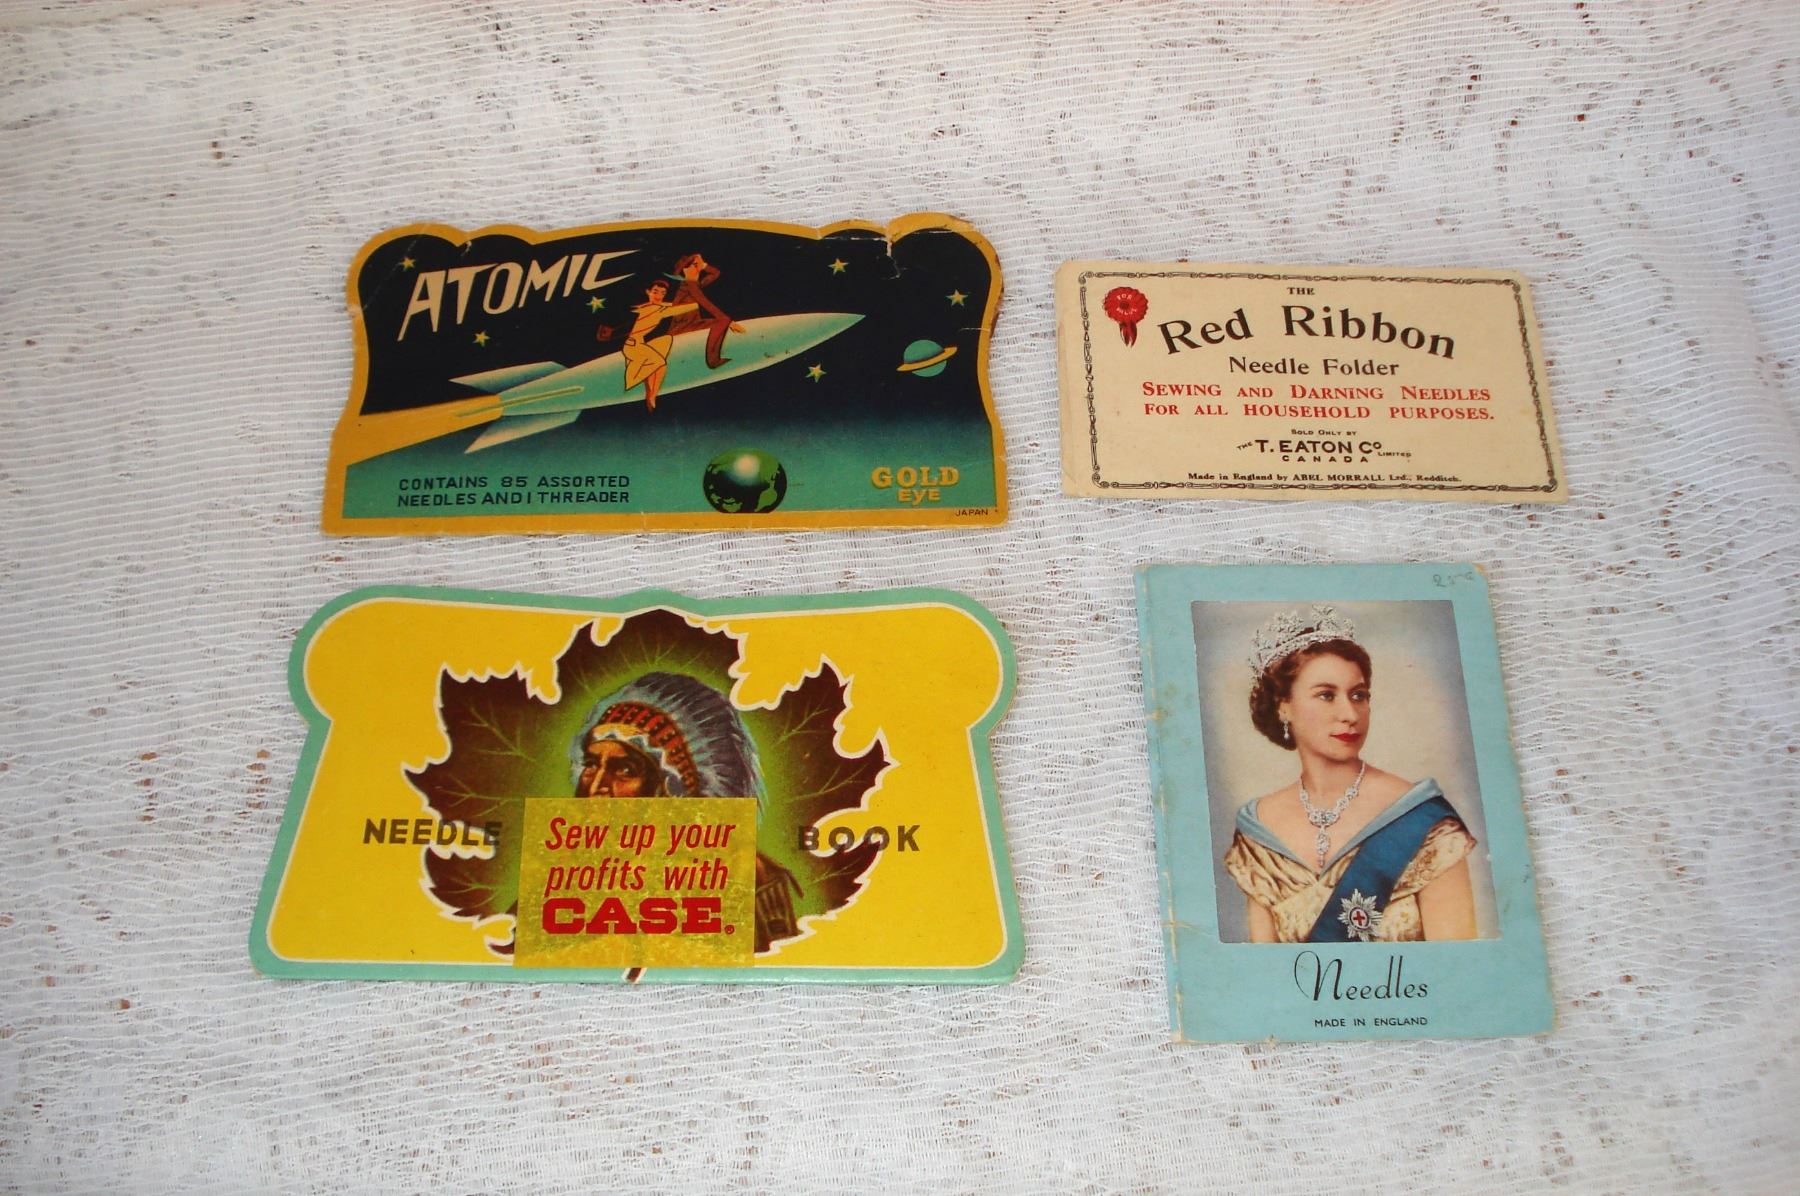 ATOMIC
CONTAINS 85 ASSORTED
NEEDLES AND 1 THREADER
GOLD
EYE
JAPAN
THE
Red Ribbon
Needle Folder
SEWING AND DARNING NEEDLES
FOR ALL HOUSEHOLD PURPOSES.
SOLD ONLY BY
THE T. EATON CO LIMITED
CANADA
Made in England by ABEL MORRALL Ltd., Redditch.
NEEDLE BOOK
Sew up your
profits with
CASE®
Needles
MADE IN ENGLAND